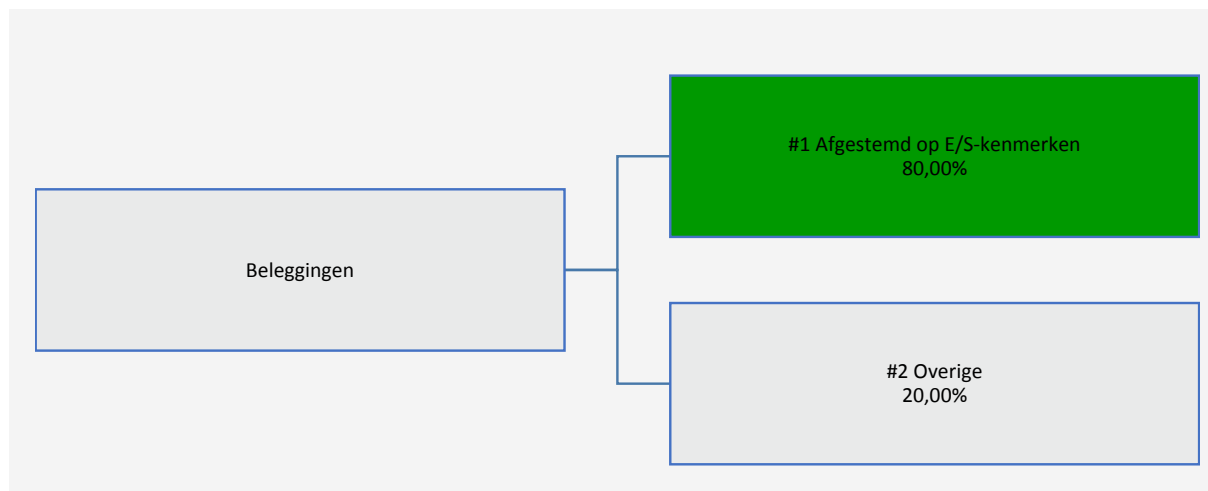 #1 Afgestemd op E/S-kenmerken
80,00%
Beleggingen
#2 Overige
20,00%